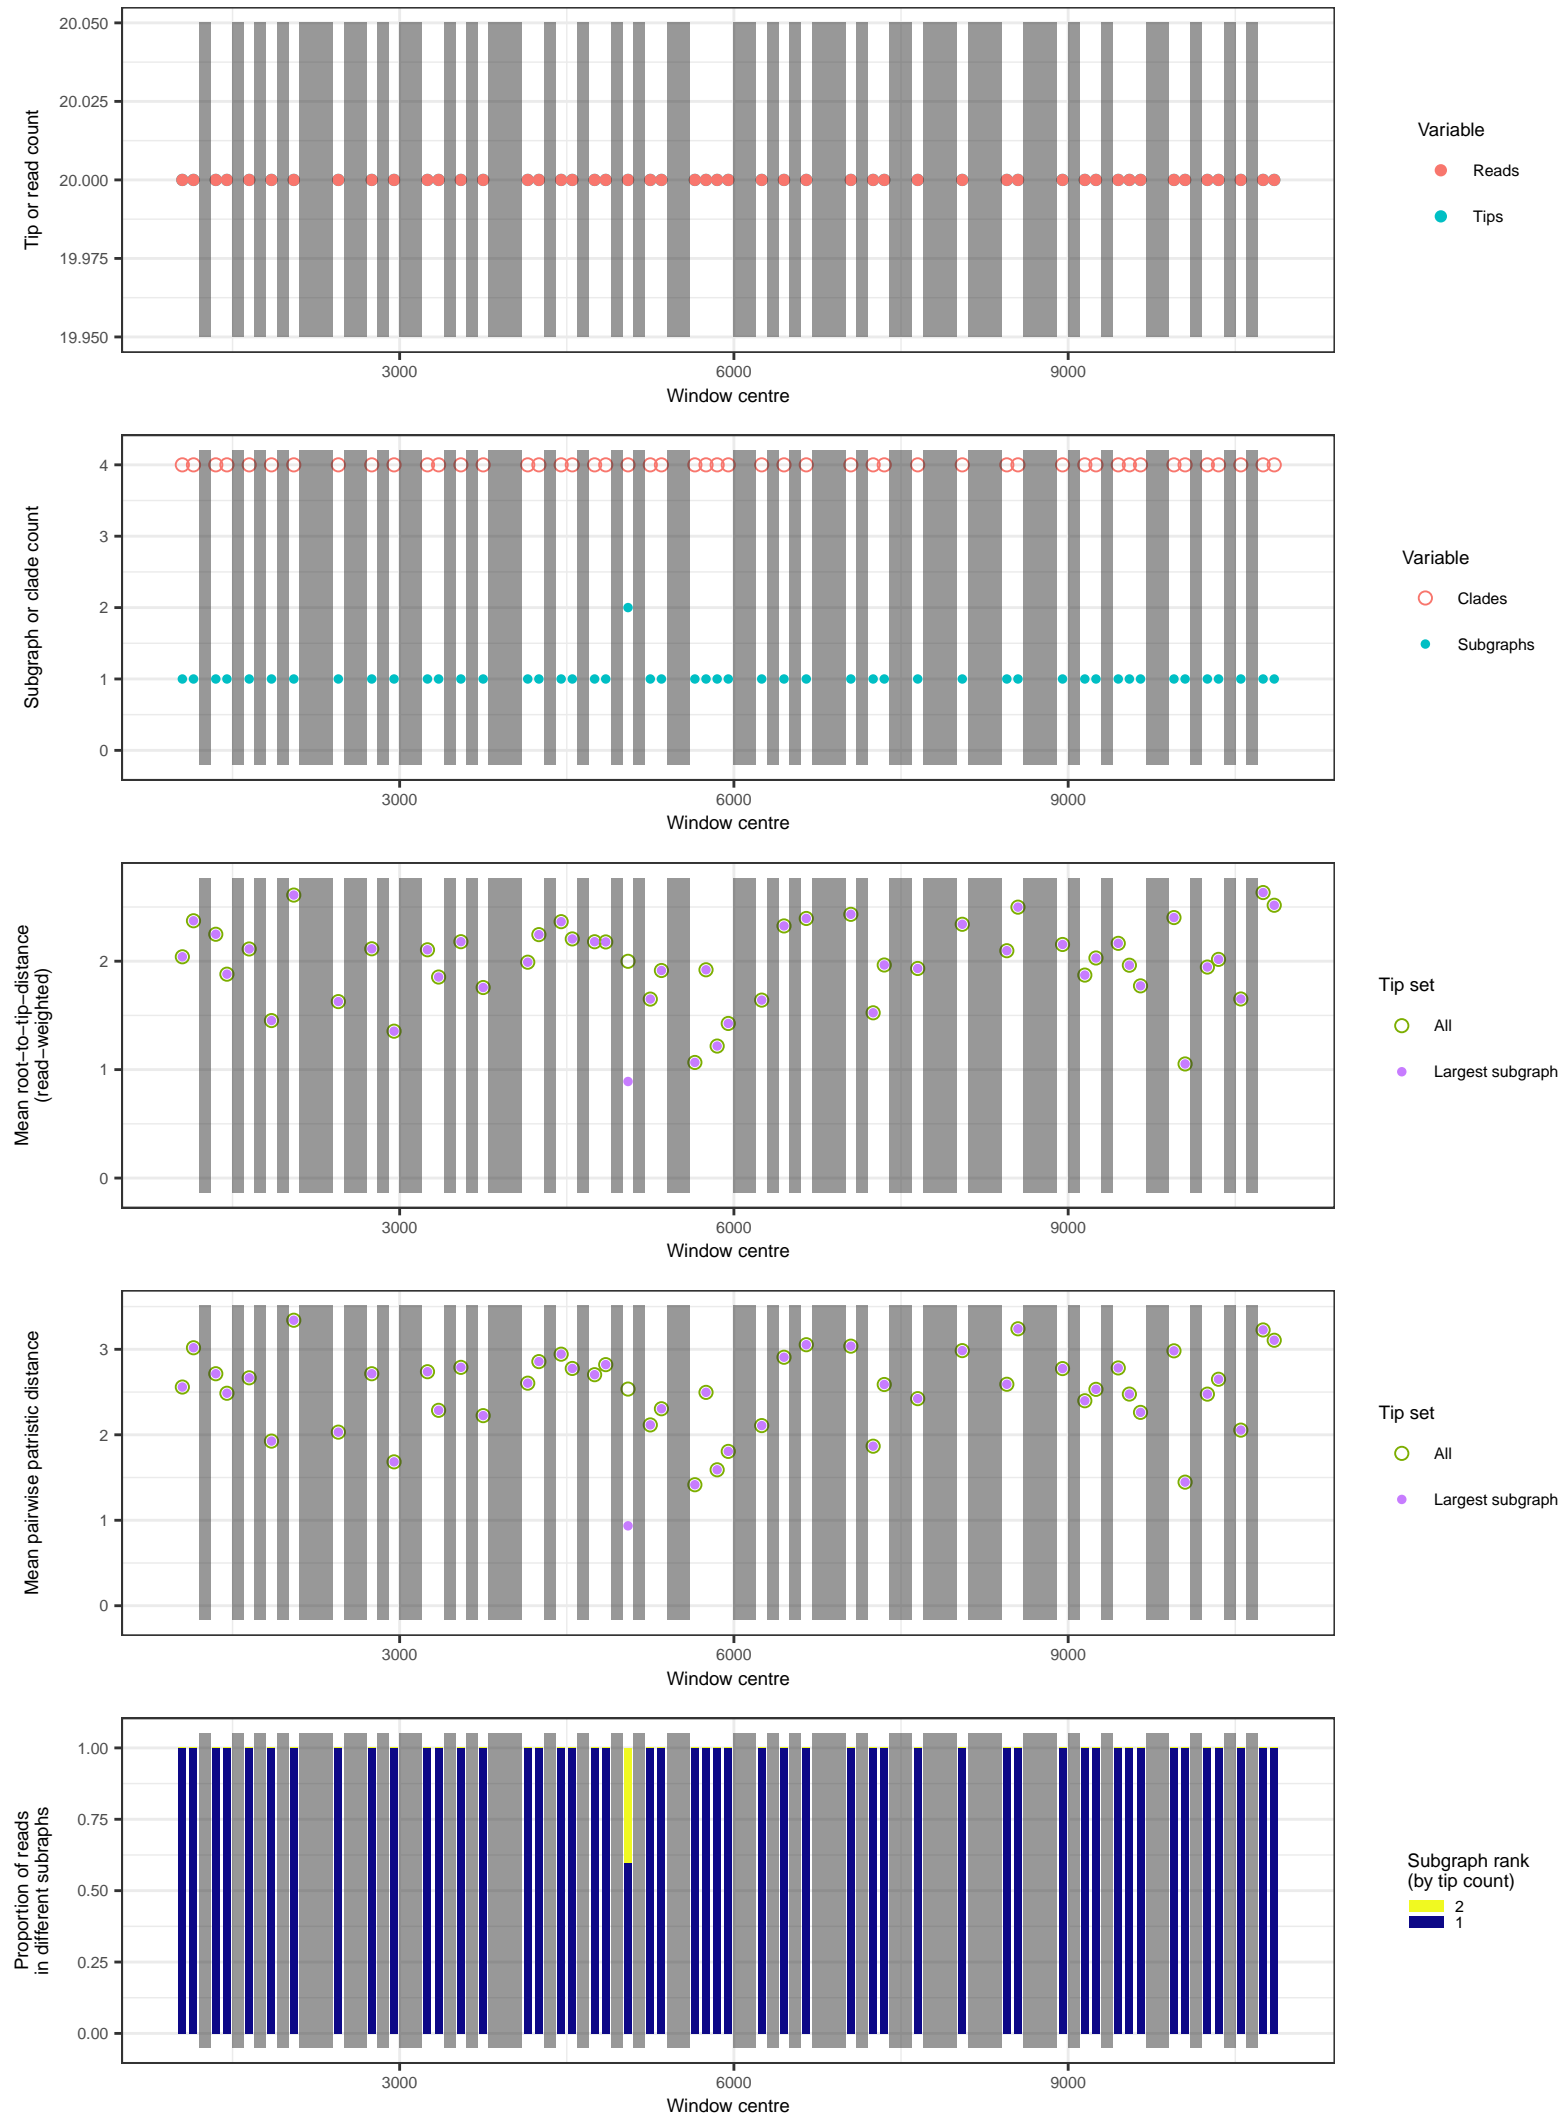 20.050
20.025
20.000
19.975
19.950
Tip or read count
3000
6000
9000
Window centre
Variable
Reads
Tips
4
3
2
1
0
Subgraph or clade count
3000
6000
9000
Window centre
Variable
Clades
Subgraphs
2
1
0
Mean root−to−tip−distance
(read−weighted)
3000
6000
9000
Window centre
Tip set
All
Largest subgraph
3
2
1
0
Mean pairwise patristic distance
3000
6000
9000
Window centre
Tip set
All
Largest subgraph
1.00
0.75
0.50
0.25
0.00
Proportion of reads
in different subraphs
3000
6000
9000
Window centre
Subgraph rank
(by tip count)
2
1